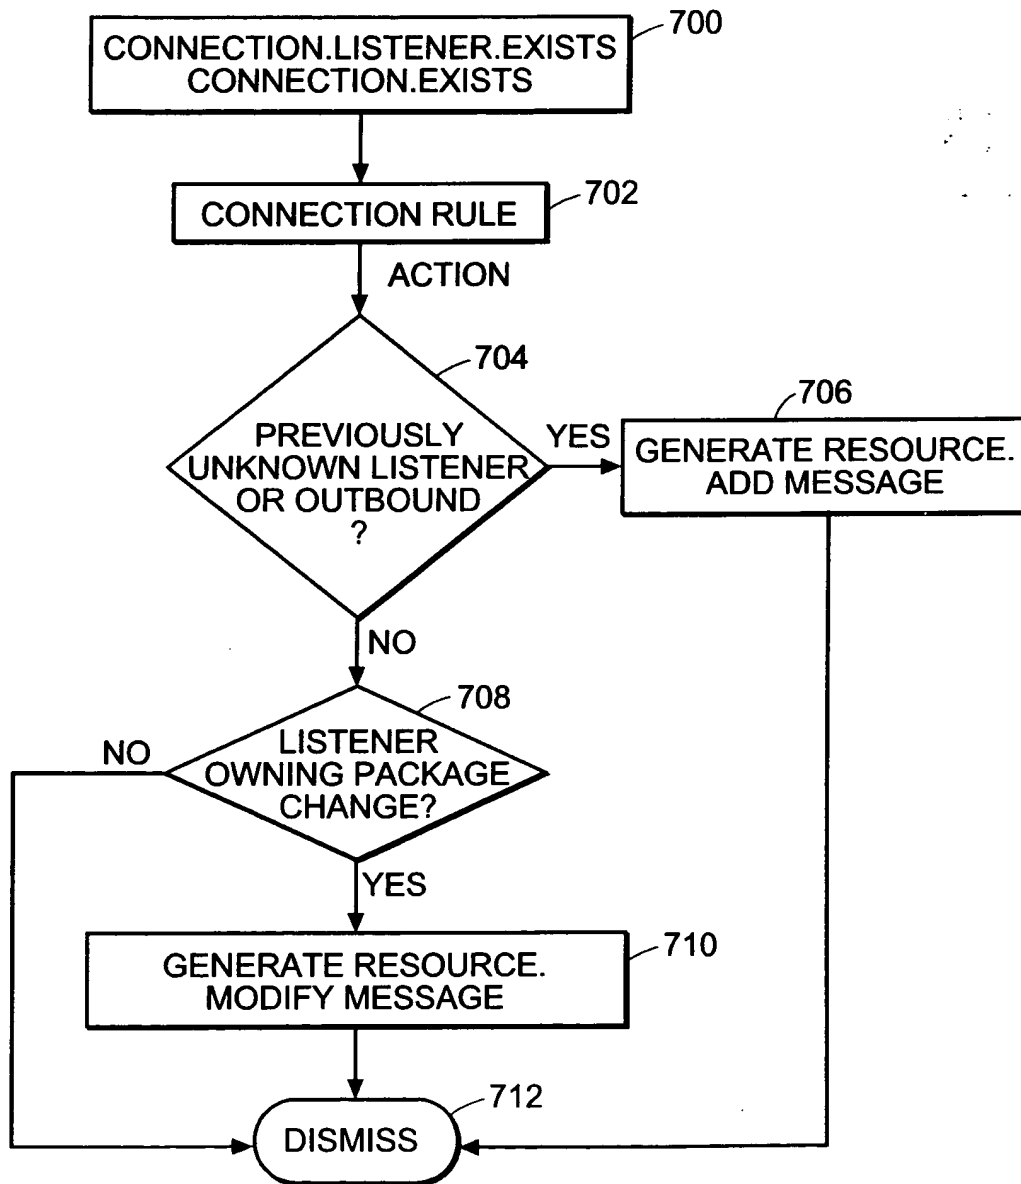 CONNECTION.LISTENER.EXISTS
CONNECTION.EXISTS
700
CONNECTION RULE
702
ACTION
704
PREVIOUSLY
UNKNOWN LISTENER
OR OUTBOUND
?
YES
706
GENERATE RESOURCE.
ADD MESSAGE
NO
708
LISTENER
OWNING PACKAGE
CHANGE?
NO
YES
710
GENERATE RESOURCE.
MODIFY MESSAGE
712
DISMISS